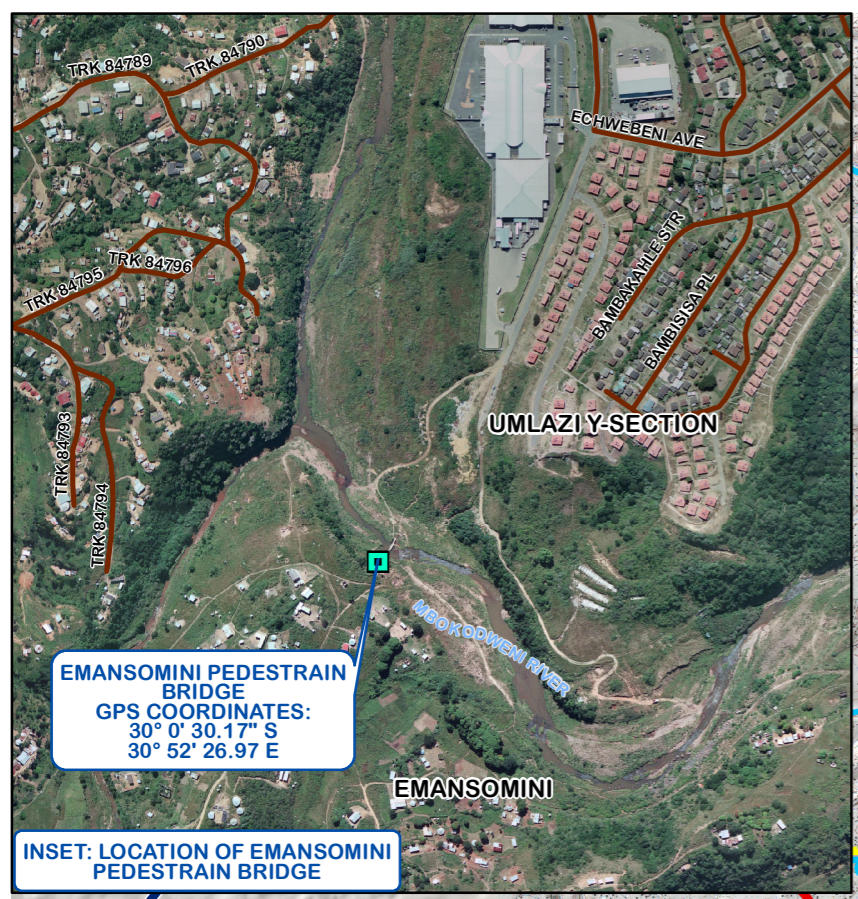 TRK 84789
TRK 84790
ECHWEBENI AVE
TRK 84795
TRK 84796
BAMBAKAHLE STR
BAMBISISA PL
UMLAZI Y-SECTION
TRK 84793
TRK 84794
MBOKODWENI RIVER
EMANSOMINI PEDESTRAIN
BRIDGE
GPS COORDINATES:
30° 0' 30.17" S
30° 52' 26.97 E
EMANSOMINI
INSET: LOCATION OF EMANSOMINI
PEDESTRAIN BRIDGE